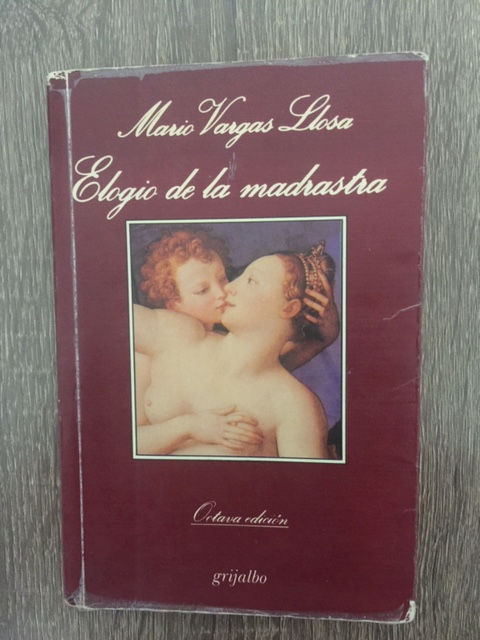 Mario Vargas Llosa
Elogio de la madrastra
Octava edición
grijalbo